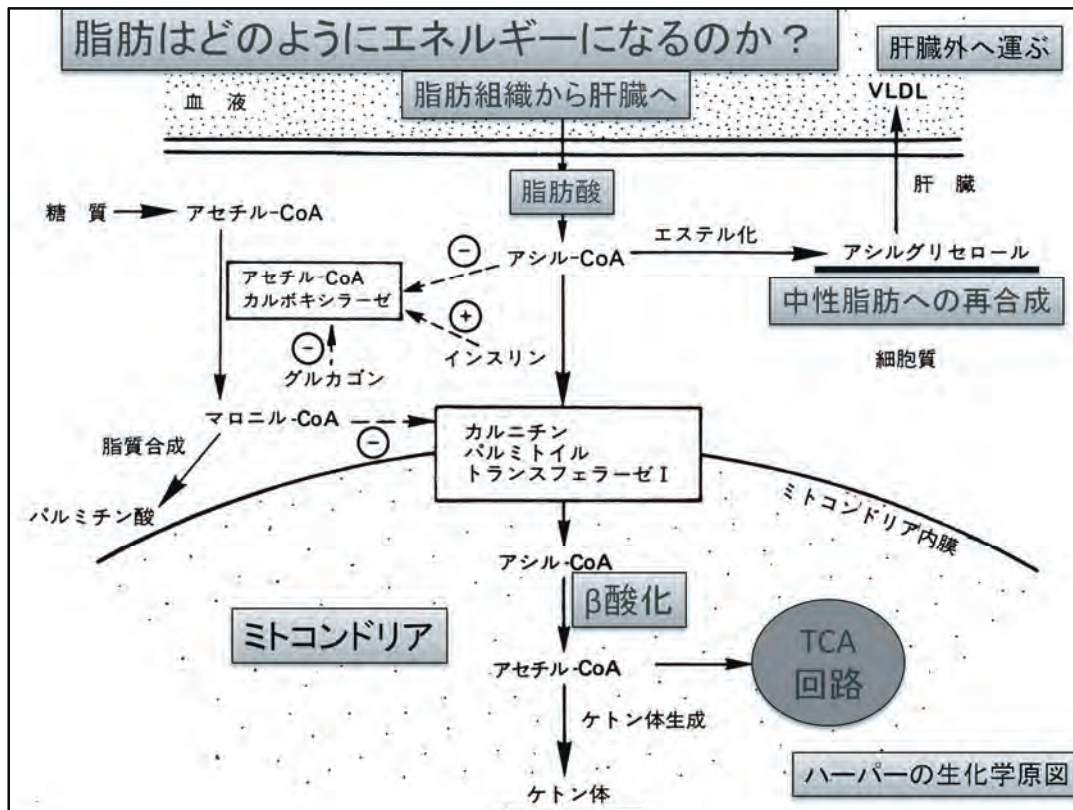 脂肪はどのようにエネルギーになるのか？
肝臓外へ運ぶ
血液
脂肪組織から肝臓へ
VLDL
脂肪酸
肝 臓
糖 質
アセチル-CoA
アシル-CoA
エステル化
アシルグリセロール
−
アセチル-CoA
カルボキシラーゼ
中性脂肪への再合成
+
インスリン
−
グルカゴン
細胞質
マロニル-CoA
−
カルニチン
パルミトイル
トランスフェラーゼ I
脂質合成
パルミチン酸
ミトコンドリア内膜
アシル-CoA
β酸化
ミトコンドリア
TCA
回路
アセチル-CoA
ケトン体生成
ハーパーの生化学原図
ケトン体